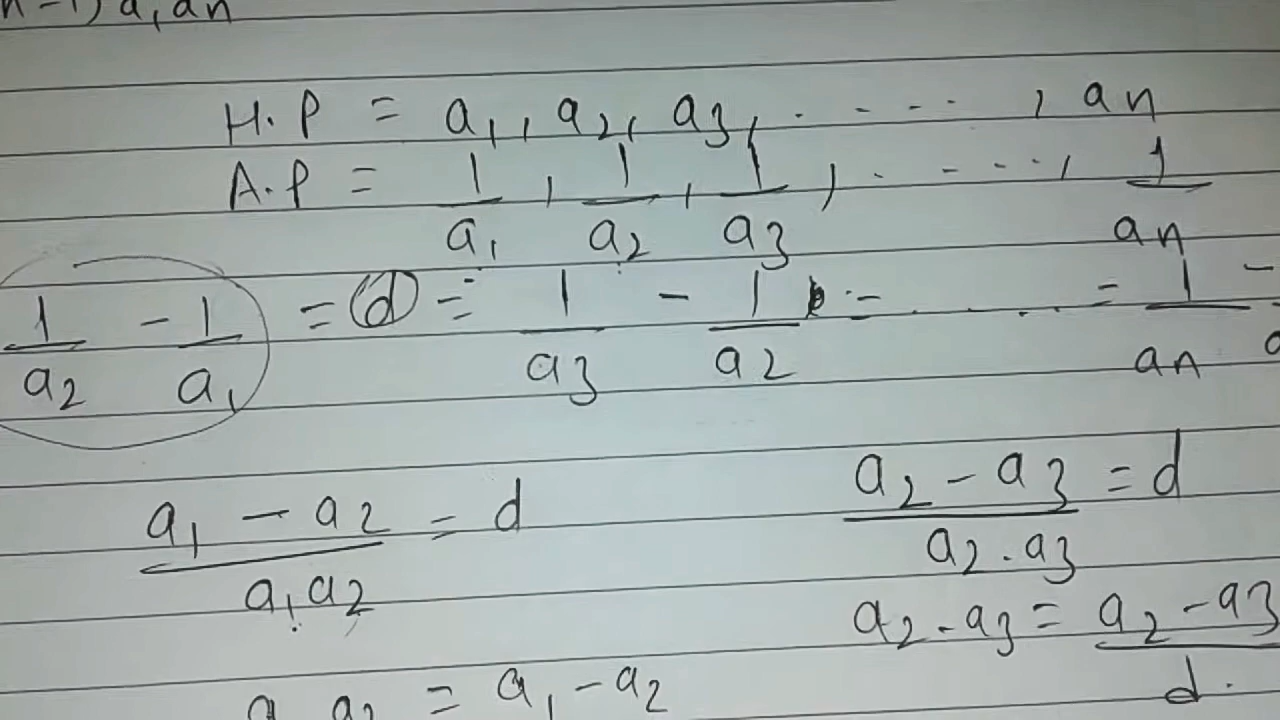 n-1) a₁ an
H.P = a₁, a₂, a₃, . - - - . , an
A.P = 1/a₁ , 1/a₂ , 1/a₃ , . - - - . , 1/an
1/a₂ - 1/a₁ = (d) = 1/a₃ - 1/a₂ = . . . . . = 1/an -
a₁ - a₂ / a₁a₂ = d
a₂ - a₃ / a₂ . a₃ = d
a₂ . a₃ = a₂ - a₃ / d.
a₁ a₂ = a₁ - a₂